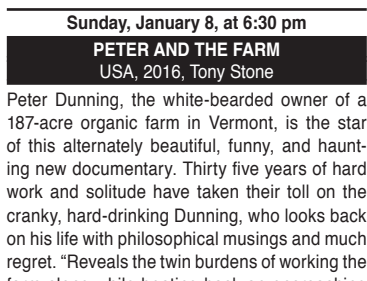 Sunday, January 8, at 6:30 pm
PETER AND THE FARM
USA, 2016, Tony Stone
Peter Dunning, the white-bearded owner of a
187-acre organic farm in Vermont, is the star
of this alternately beautiful, funny, and haunt-
ing new documentary. Thirty five years of hard
work and solitude have taken their toll on the
cranky, hard-drinking Dunning, who looks back
on his life with philosophical musings and much
regret. “Reveals the twin burdens of working the